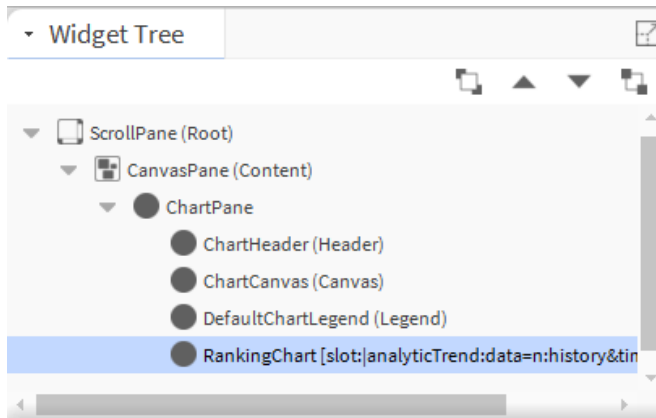 Widget Tree
ScrollPane (Root)
CanvasPane (Content)
ChartPane
ChartHeader (Header)
ChartCanvas (Canvas)
DefaultChartLegend (Legend)
RankingChart [slot:|analyticTrend:data=n:history&tin